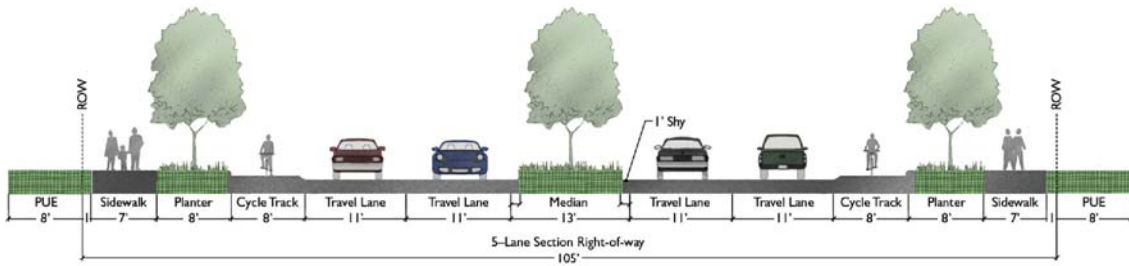 ROW
ROW
1' Shy
PUE Sidewalk Planter Cycle Track Travel Lane Travel Lane Median Travel Lane Travel Lane Cycle Track Planter Sidewalk PUE
8' 1 7' 8' 8' 11' 11' 13' 11' 11' 8' 8' 7' 1 8'
5–Lane Section Right-of-way
105'